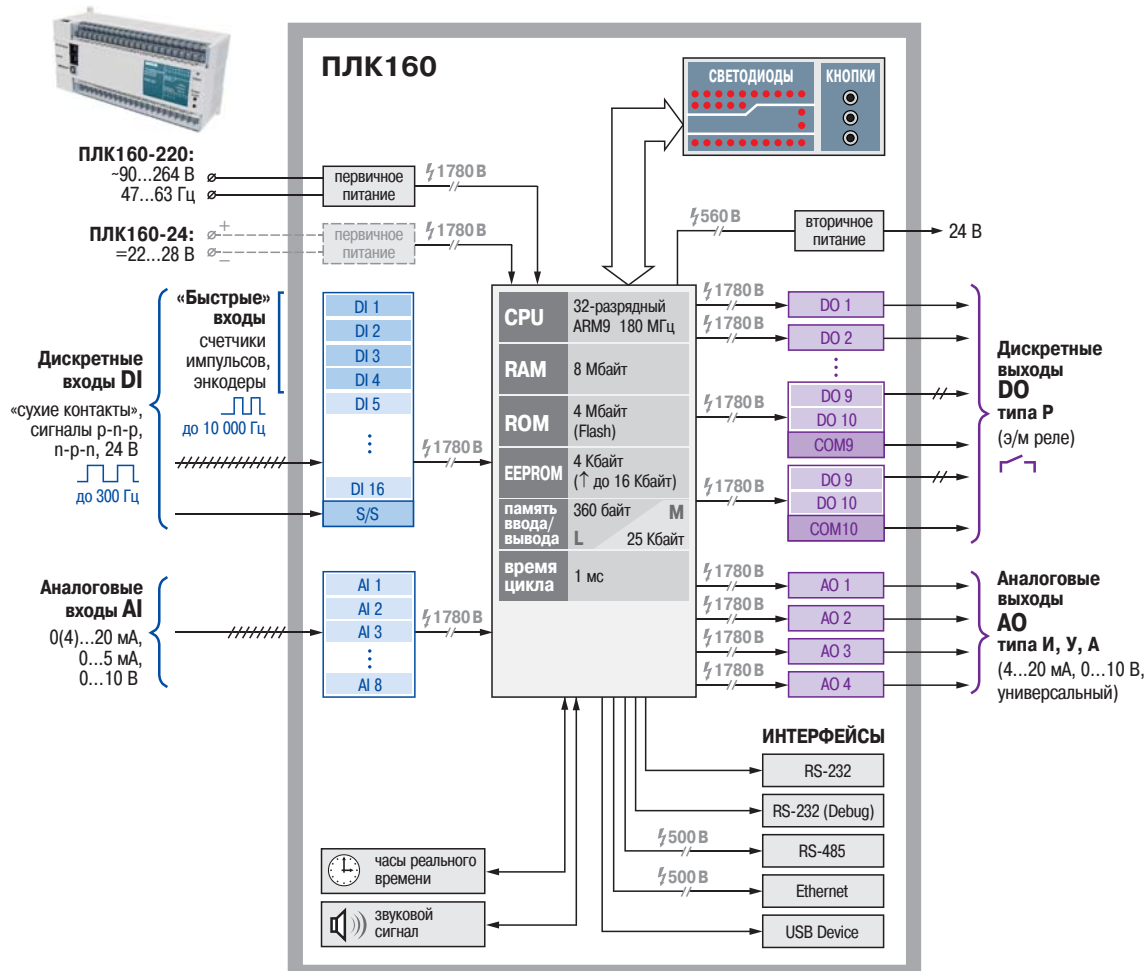 ПЛК160
СВЕТОДИОДЫ
КНОПКИ
ПЛК160-220:
~90...264 В
47...63 Гц
первичное
питание
1780 В
ПЛК160-24:
=22...28 В
+
–
первичное
питание
1780 В
560 В
вторичное
питание
24 В
«Быстрые»
входы
счетчики
импульсов,
энкодеры
до 10 000 Гц
Дискретные
входы DI
«сухие контакты»,
сигналы p-n-p,
n-p-n, 24 В
до 300 Гц
DI 1
DI 2
DI 3
DI 4
DI 5
DI 16
S/S
1780 В
CPU
32-разрядный
ARM9 180 МГц
RAM
8 Мбайт
ROM
4 Мбайт
(Flash)
EEPROM
4 Кбайт
(↑ до 16 Кбайт)
память
ввода/
вывода
360 байт
M
L
25 Кбайт
время
цикла
1 мс
1780 В
DO 1
1780 В
DO 2
1780 В
DO 9
DO 10
COM9
1780 В
DO 9
DO 10
COM10
Дискретные
выходы
DO
типа Р
(э/м реле)
Аналоговые
входы AI
0(4)...20 мА,
0...5 мА,
0...10 В
AI 1
AI 2
AI 3
AI 8
1780 В
1780 В
AO 1
1780 В
AO 2
1780 В
AO 3
1780 В
AO 4
Аналоговые
выходы
AO
типа И, У, А
(4...20 мА, 0...10 В,
универсальный)
ИНТЕРФЕЙСЫ
RS-232
RS-232 (Debug)
500 В
RS-485
500 В
Ethernet
USB Device
часы реального
времени
звуковой
сигнал